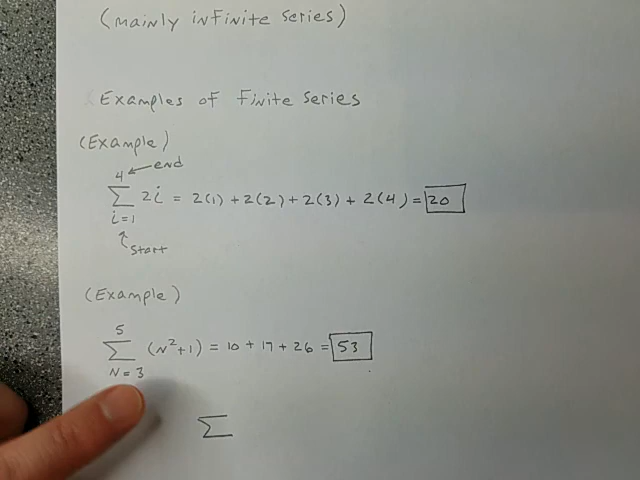 (mainly infinite series)
Examples of Finite series
(Example)
4 ← end
∑ 2i = 2(1) + 2(2) + 2(3) + 2(4) = 20
i=1
start
(Example)
5
∑ (N²+1) = 10 + 17 + 26 = 53
N=3
∑